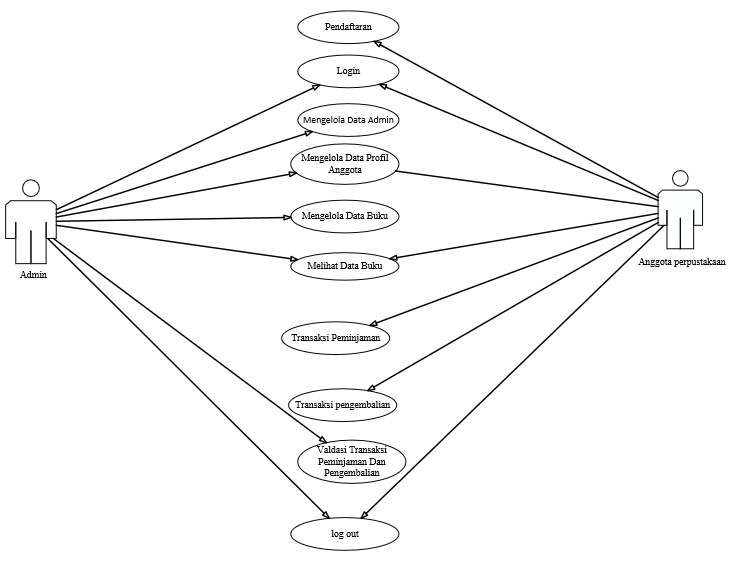 Pendaftaran
Login
Mengelola Data Admin
Mengelola Data Profil
Anggota
Mengelola Data Buku
Admin
Anggota perpustakaan
Melihat Data Buku
Transaksi Peminjaman
Transaksi pengembalian
Valdasi Transaksi
Peminjaman Dan
Pengembalian
log out